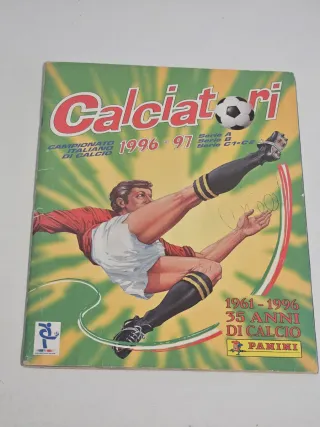 Calciatori
CAMPIONATO
ITALIANO
DI CALCIO
1996 97
Serie A
Serie B
Serie C1•C2
1961-1996
35 ANNI
DI CALCIO
PANINI